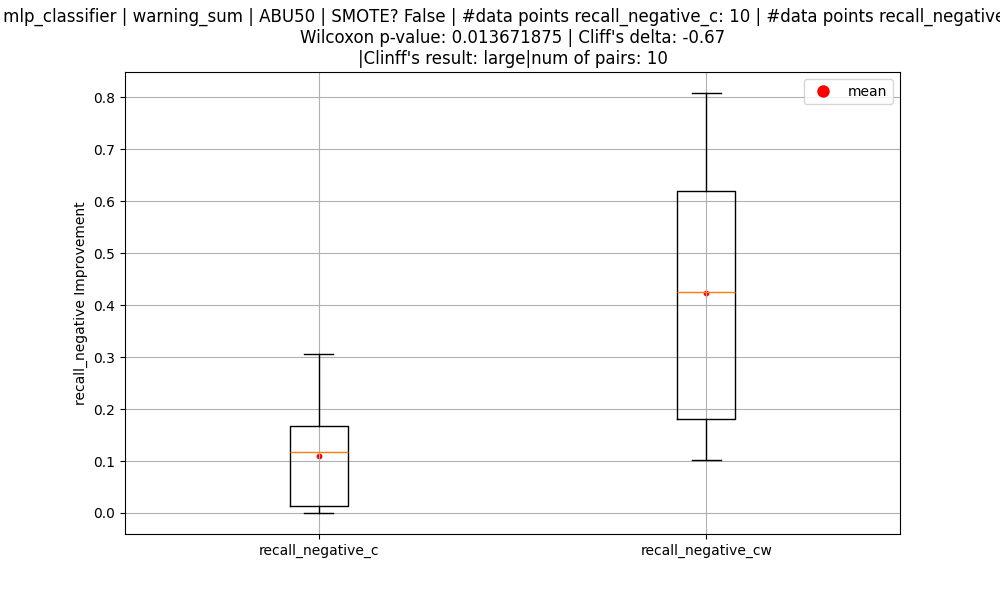 mlp_classifier | warning_sum | ABU50 | SMOTE? False | #data points recall_negative_c: 10 | #data points recall_negative
Wilcoxon p-value: 0.013671875 | Cliff's delta: -0.67
|Clinff's result: large|num of pairs: 10
mean
0.8
0.7
0.6
0.5
0.4
0.3
0.2
0.1
0.0
recall_negative Improvement
recall_negative_c
recall_negative_cw